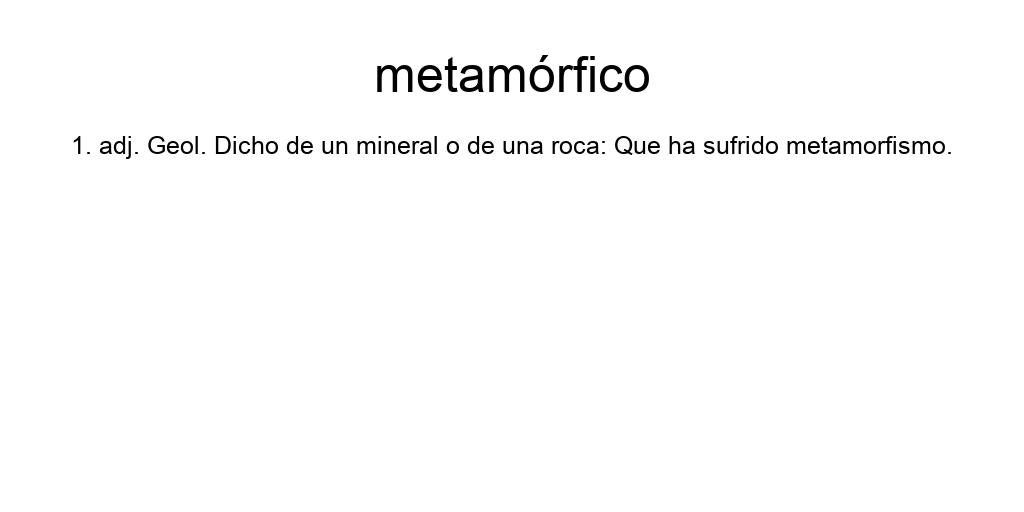 metamórfico
1. adj. Geol. Dicho de un mineral o de una roca: Que ha sufrido metamorfismo.